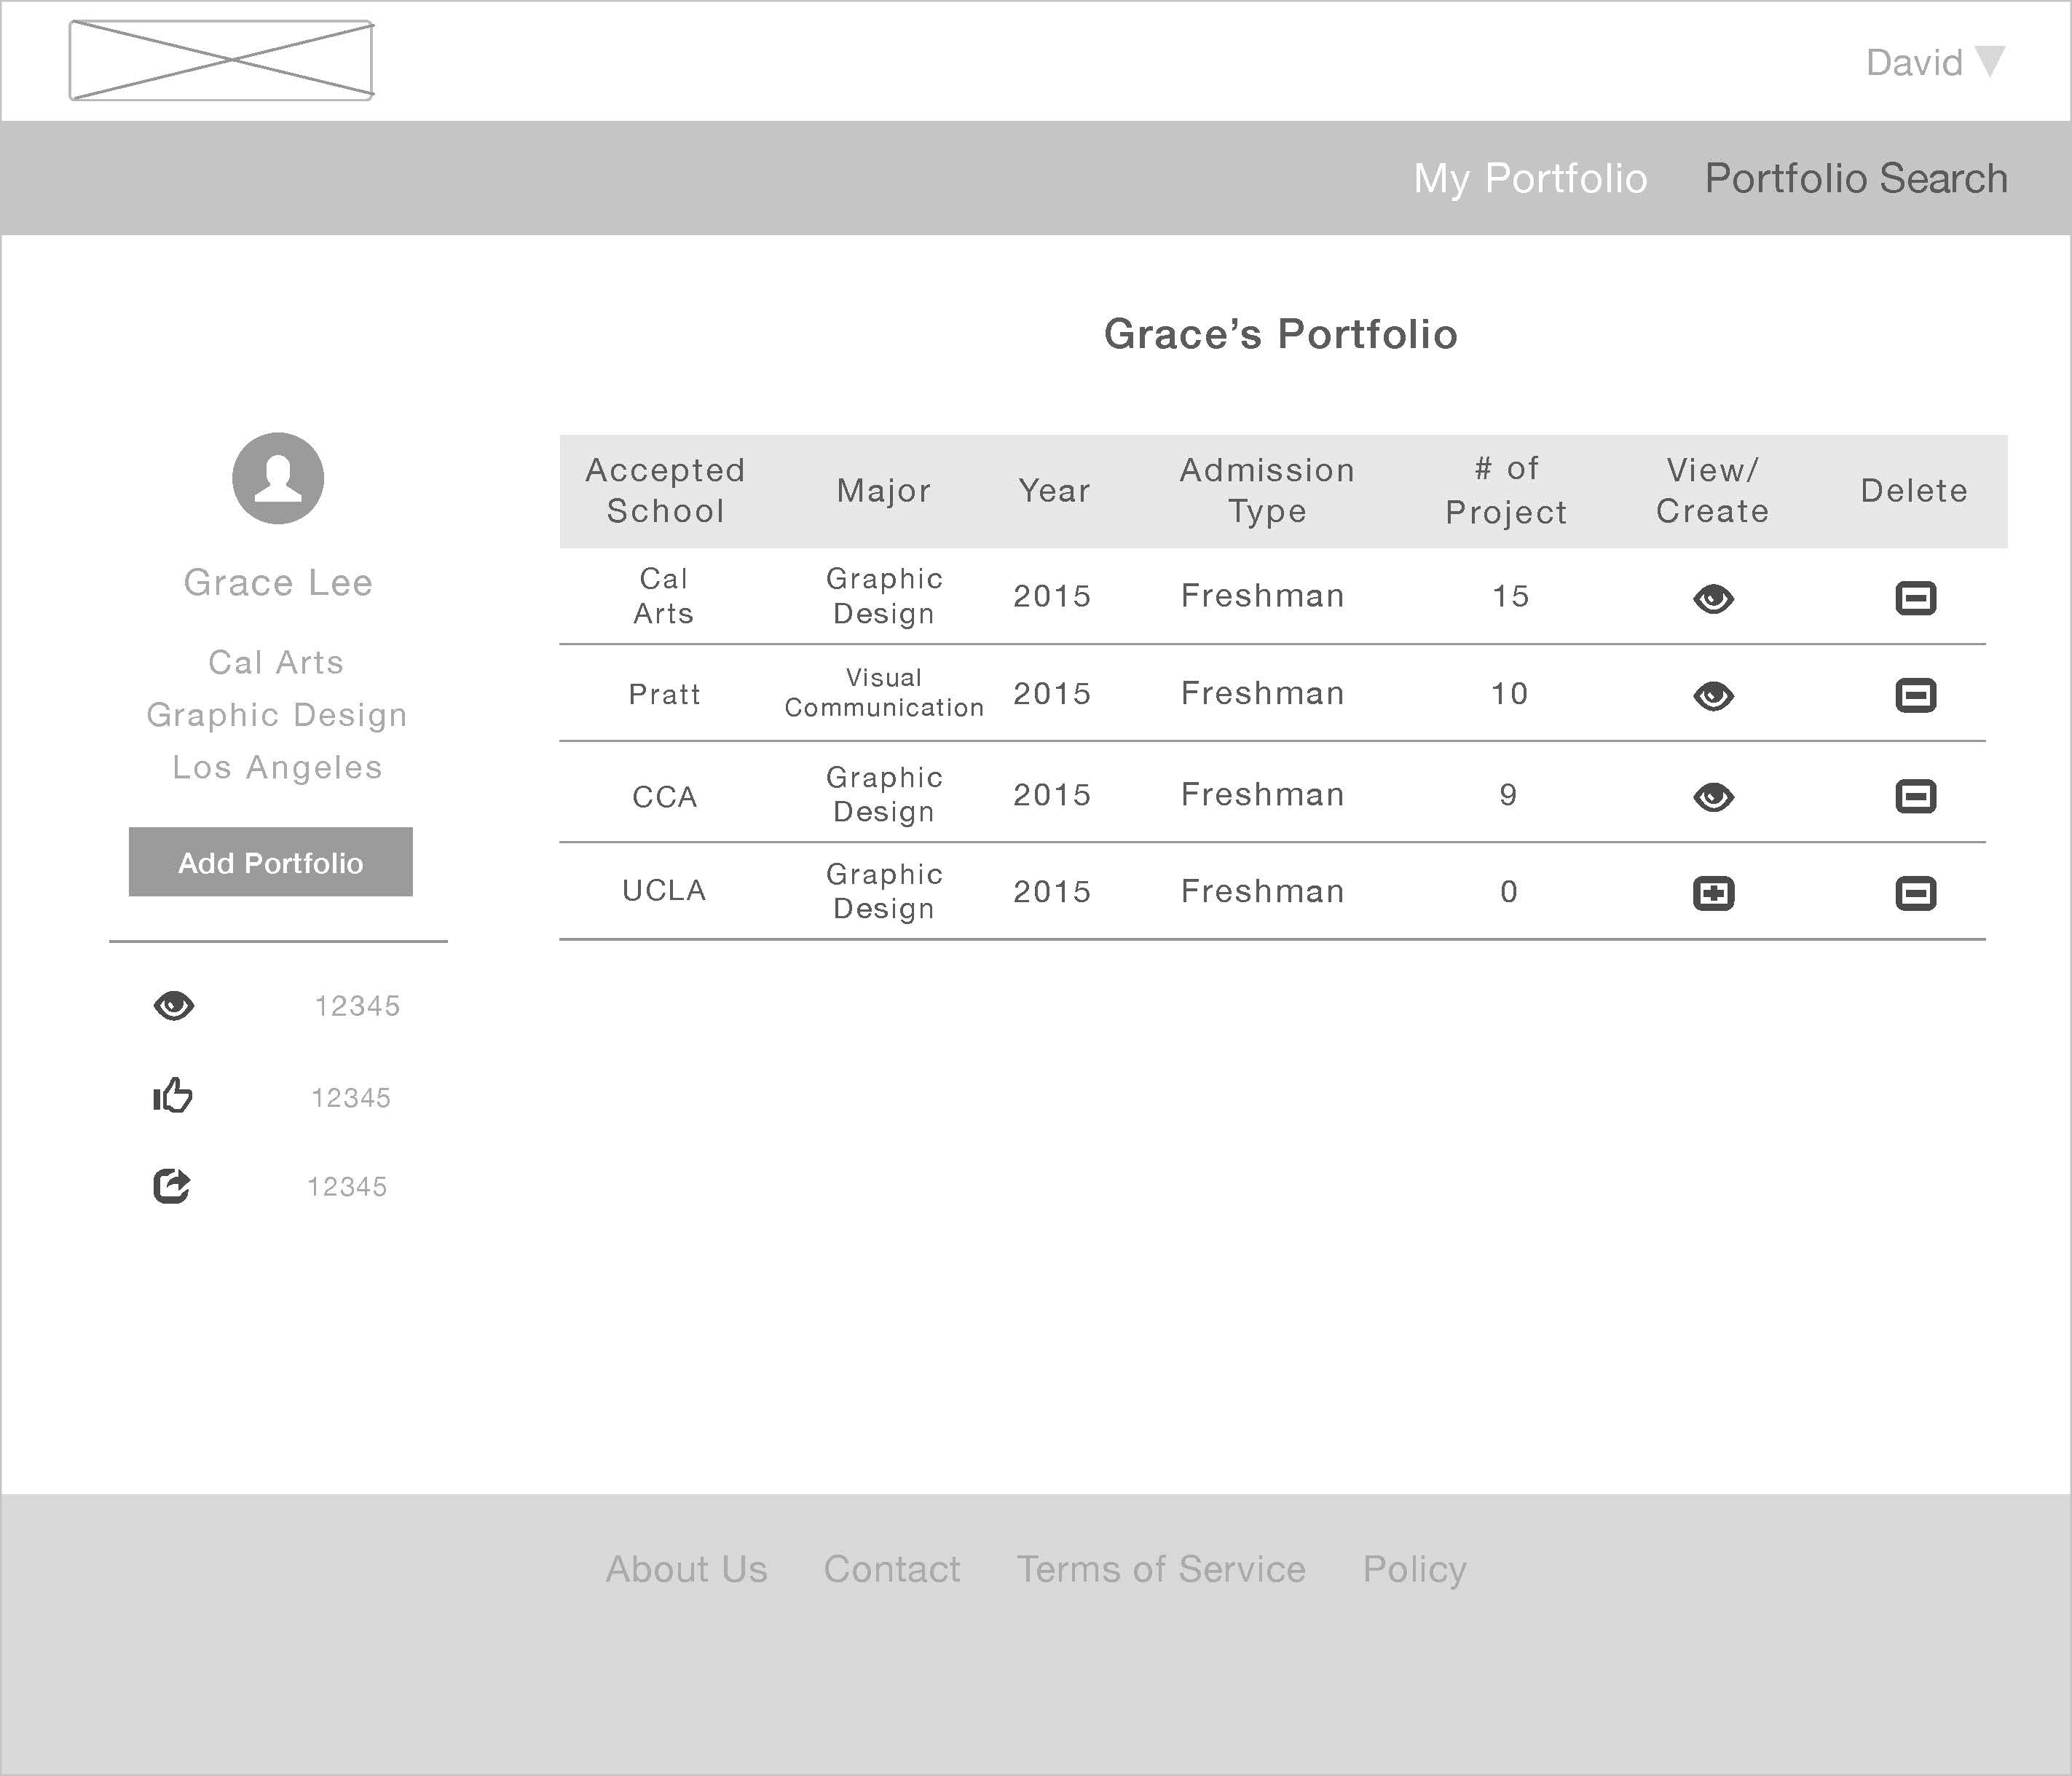 David
My Portfolio Portfolio Search
Grace’s Portfolio
Grace Lee
Cal Arts
Graphic Design
Los Angeles
Add Portfolio
12345
12345
12345
Accepted School Major Year Admission Type # of Project View/ Create Delete
Cal Arts Graphic Design 2015 Freshman 15
Pratt Visual Communication 2015 Freshman 10
CCA Graphic Design 2015 Freshman 9
UCLA Graphic Design 2015 Freshman 0
About Us Contact Terms of Service Policy